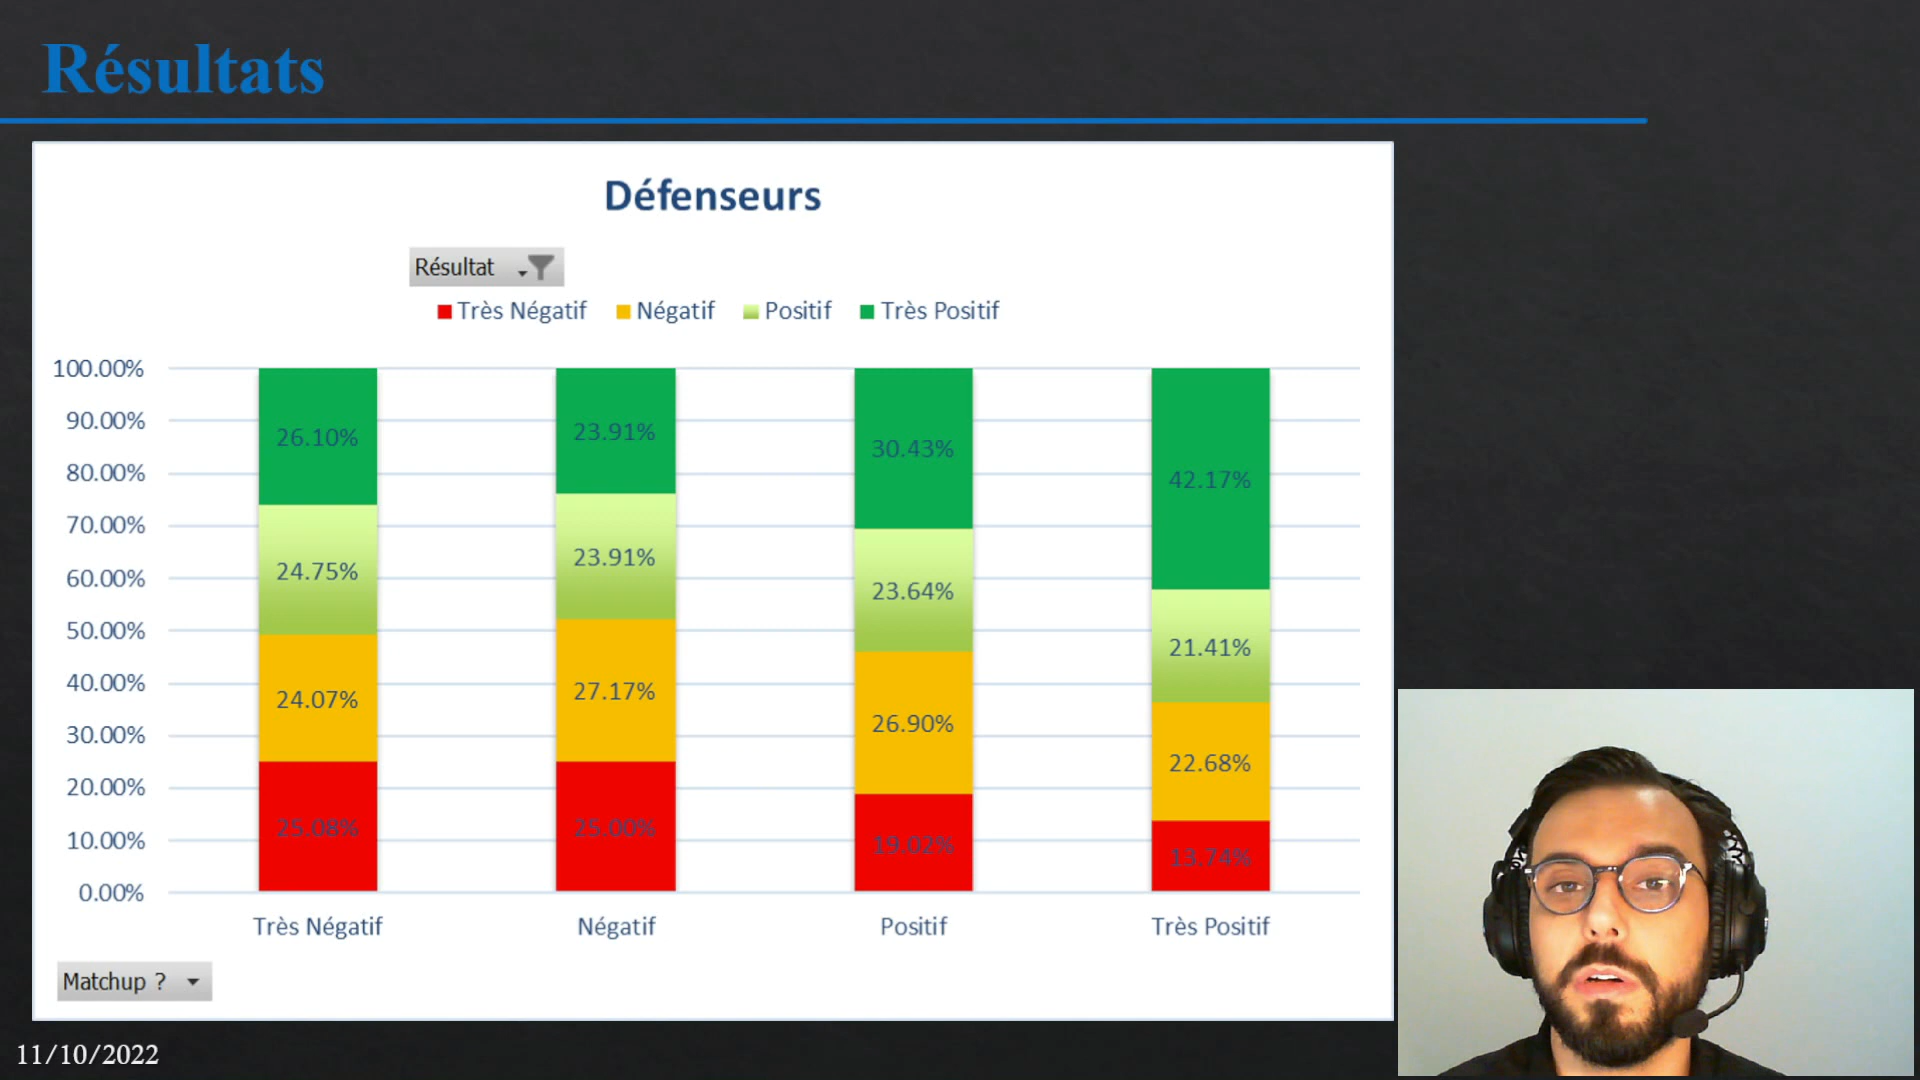 Résultats
Défenseurs
Résultat
Très Négatif Négatif Positif Très Positif
100.00%
90.00%
80.00%
70.00%
60.00%
50.00%
40.00%
30.00%
20.00%
10.00%
0.00%
26.10% 23.91% 30.43% 42.17%
24.75% 23.91% 23.64% 21.41%
24.07% 27.17% 26.90% 22.68%
25.08% 25.00% 19.02% 13.74%
Très Négatif Négatif Positif Très Positif
Matchup ?
11/10/2022